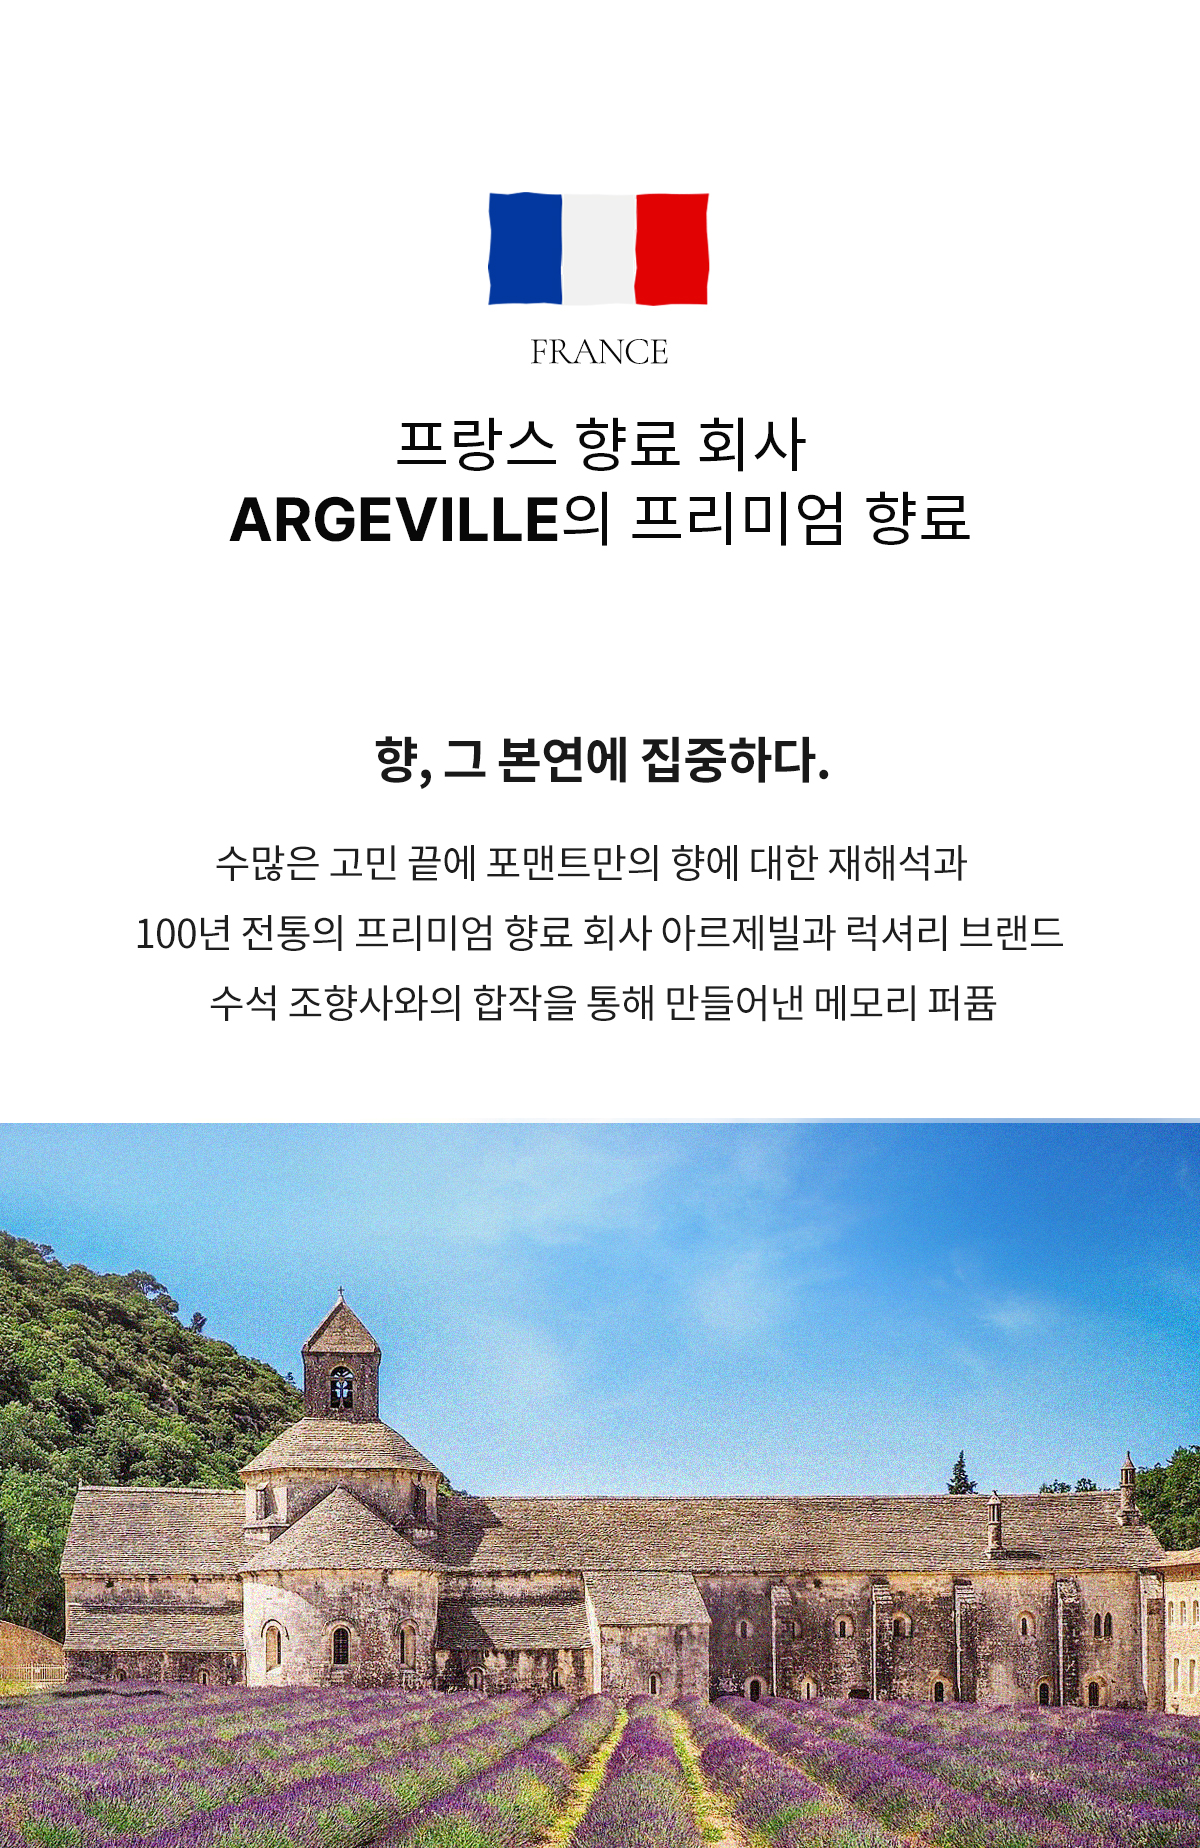 FRANCE
프랑스 향료 회사
ARGEVILLE의 프리미엄 향료
향, 그 본연에 집중하다.
수많은 고민 끝에 포맨트만의 향에 대한 재해석과
100년 전통의 프리미엄 향료 회사 아르제빌과 럭셔리 브랜드
수석 조향사와의 합작을 통해 만들어낸 메모리 퍼퓸